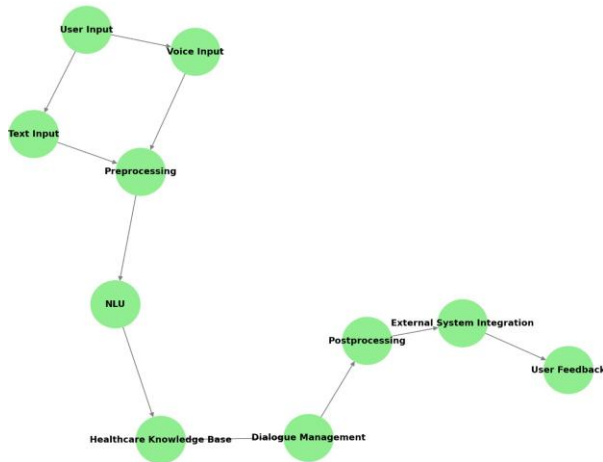 User Input
Voice Input
Text Input
Preprocessing
NLU
Healthcare Knowledge Base
Dialogue Management
Postprocessing
External System Integration
User Feedback